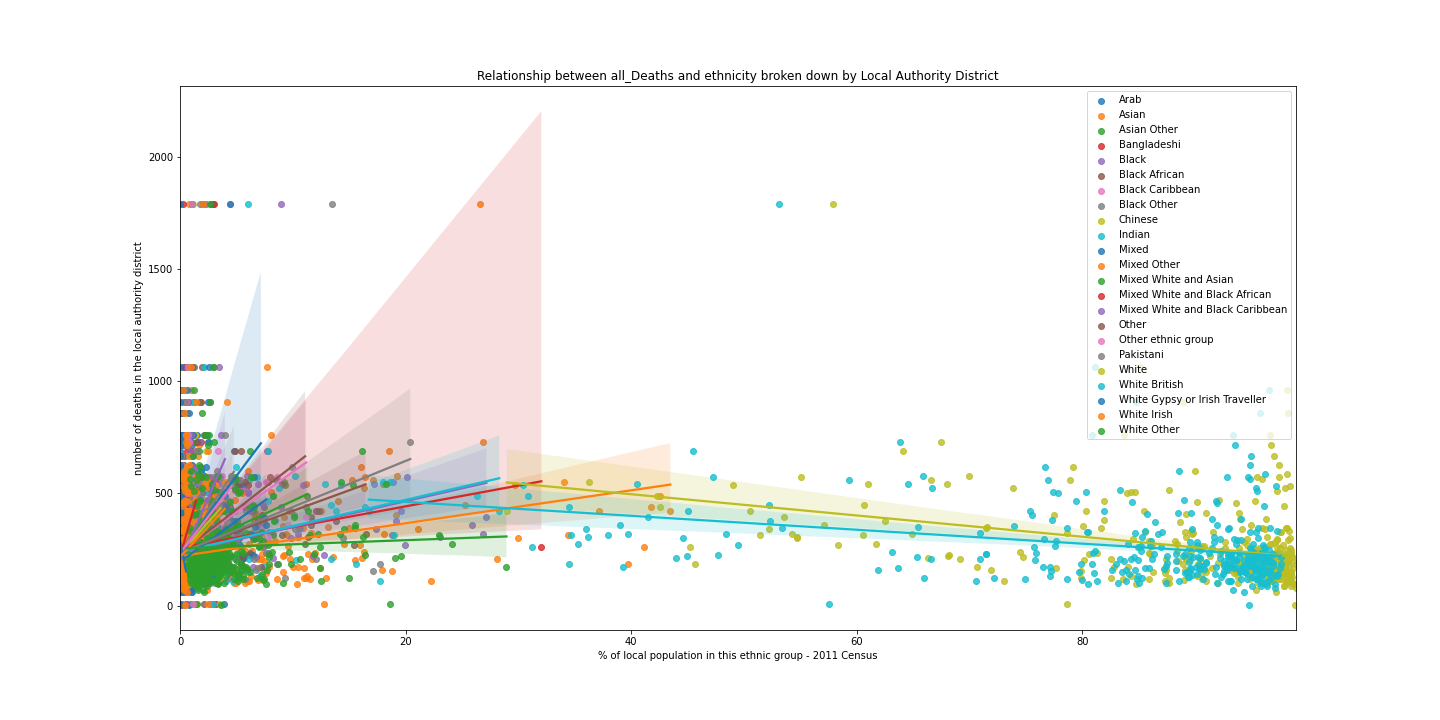 Relationship between all_Deaths and ethnicity broken down by Local Authority District
number of deaths in the local authority district
2000
1500
1000
500
0
0
20
40
60
80
% of local population in this ethnic group - 2011 Census
Arab
Asian
Asian Other
Bangladeshi
Black
Black African
Black Caribbean
Black Other
Chinese
Indian
Mixed
Mixed Other
Mixed White and Asian
Mixed White and Black African
Mixed White and Black Caribbean
Other
Other ethnic group
Pakistani
White
White British
White Gypsy or Irish Traveller
White Irish
White Other